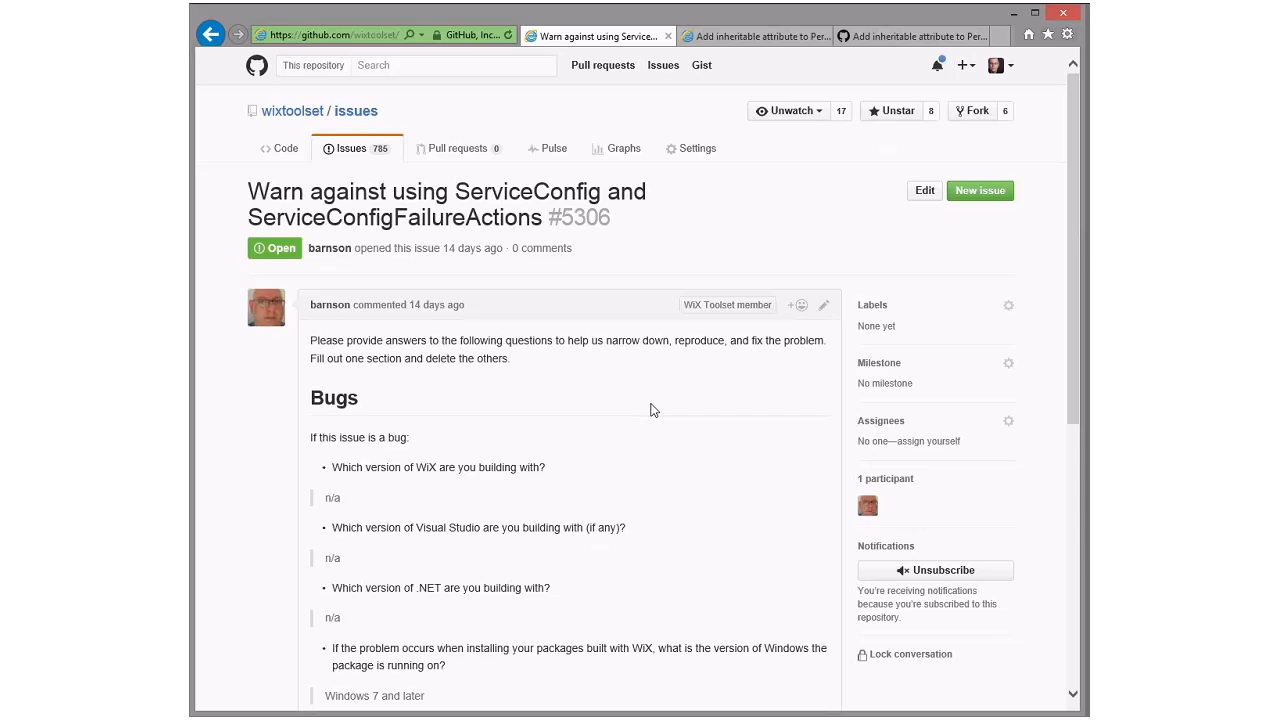 https://github.com/wixtoolset/ GitHub, Inc... Warn against using Service... Add inheritable attribute to Per... Add inheritable attribute to Per...
This repository Search Pull requests Issues Gist
wixtoolset / issues Unwatch 17 Unstar 8 Fork 6
Code Issues 785 Pull requests 0 Pulse Graphs Settings
Warn against using ServiceConfig and
ServiceConfigFailureActions #5306
Edit New issue
Open barnson opened this issue 14 days ago · 0 comments
barnson commented 14 days ago WiX Toolset member
Please provide answers to the following questions to help us narrow down, reproduce, and fix the problem.
Fill out one section and delete the others.
Bugs
If this issue is a bug:
• Which version of WiX are you building with?
n/a
• Which version of Visual Studio are you building with (if any)?
n/a
• Which version of .NET are you building with?
n/a
• If the problem occurs when installing your packages built with WiX, what is the version of Windows the
package is running on?
Windows 7 and later
Labels
None yet
Milestone
No milestone
Assignees
No one—assign yourself
1 participant
Notifications
Unsubscribe
You're receiving notifications
because you're subscribed to this
repository.
Lock conversation